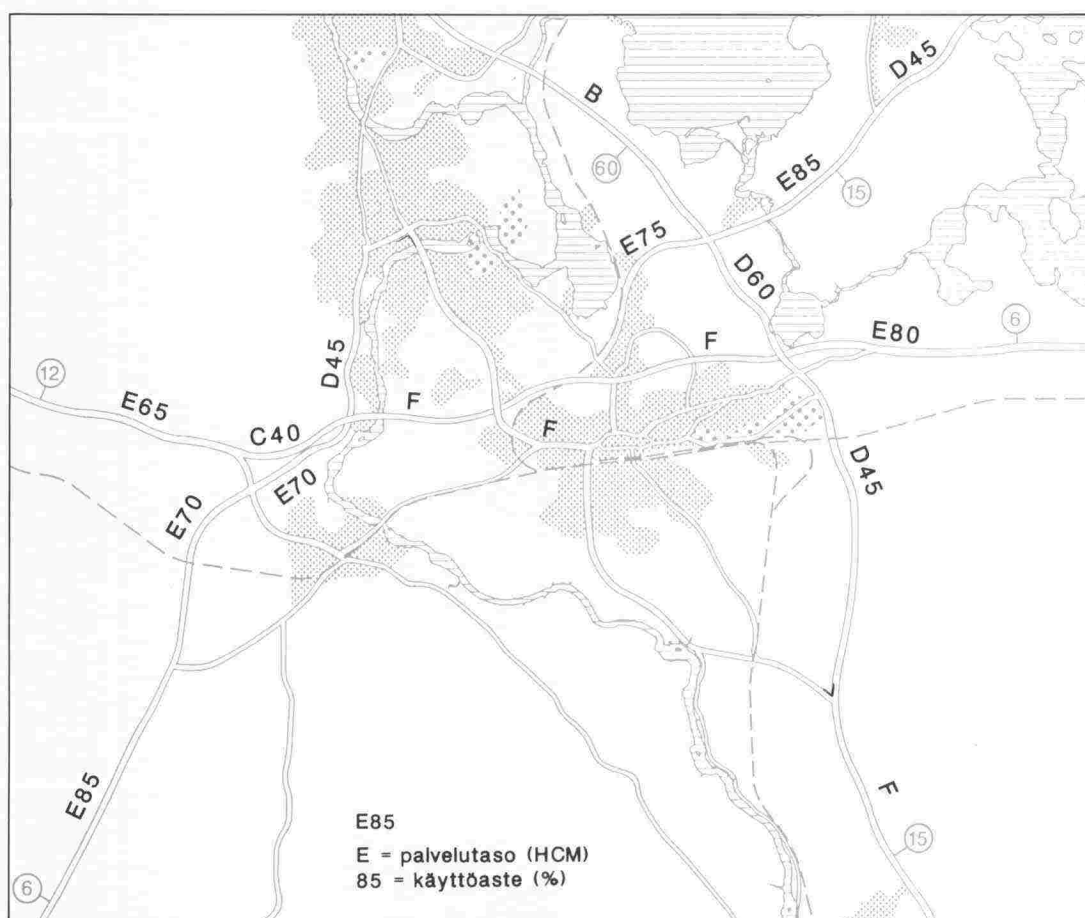 D45
B
60
E85
15
E75
D60
6
E80
F
D45
12
E65
F
C40
F
E70
D45
E70
E85
F
15
6
E85
E = palvelutaso (HCM)
85 = käyttöaste (%)